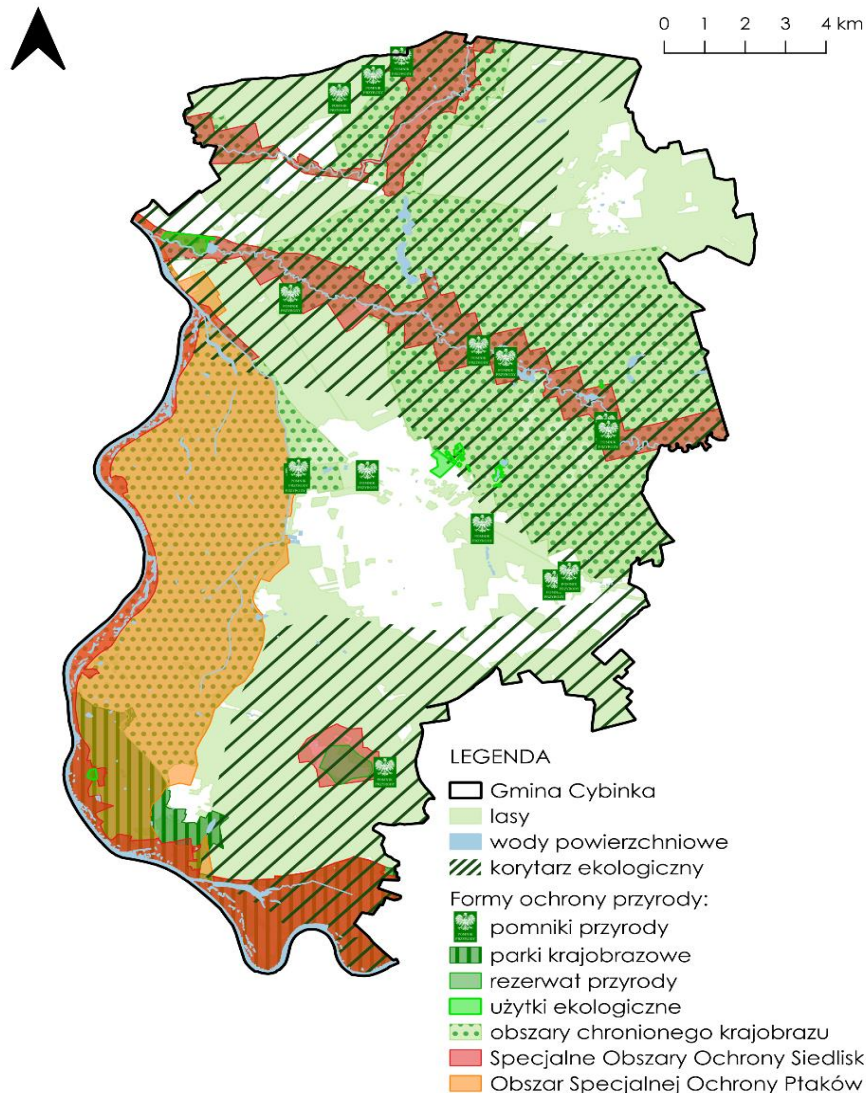 0 1 2 4 km
LEGENDA
Gmina Cybinka
lasy
wody powierzchniowe
korytarz ekologiczny
Formy ochrony przyrody:
pomniki przyrody
parki krajobrazowe
rezerwat przyrody
użytki ekologiczne
obszary chronionego krajobrazu
Specjalne Obszary Ochrony Siedlisk
Obszar Specjalnej Ochrony Ptaków